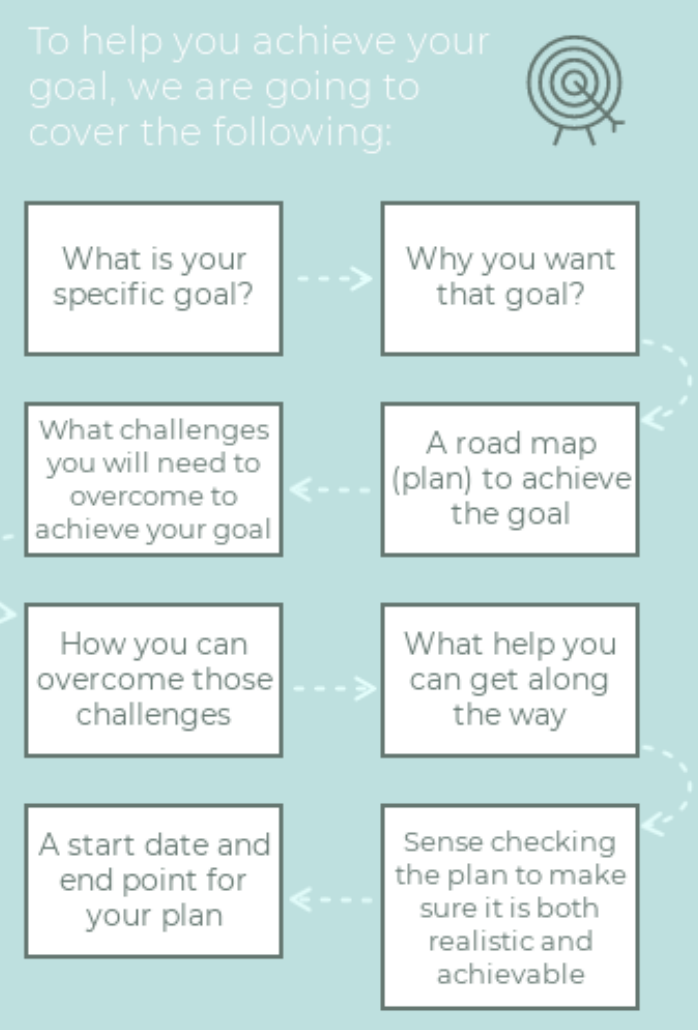 To help you achieve your
goal, we are going to
cover the following:
What is your
specific goal?
Why you want
that goal?
A road map
(plan) to achieve
the goal
What challenges
you will need to
overcome to
achieve your goal
How you can
overcome those
challenges
What help you
can get along
the way
Sense checking
the plan to make
sure it is both
realistic and
achievable
A start date and
end point for
your plan